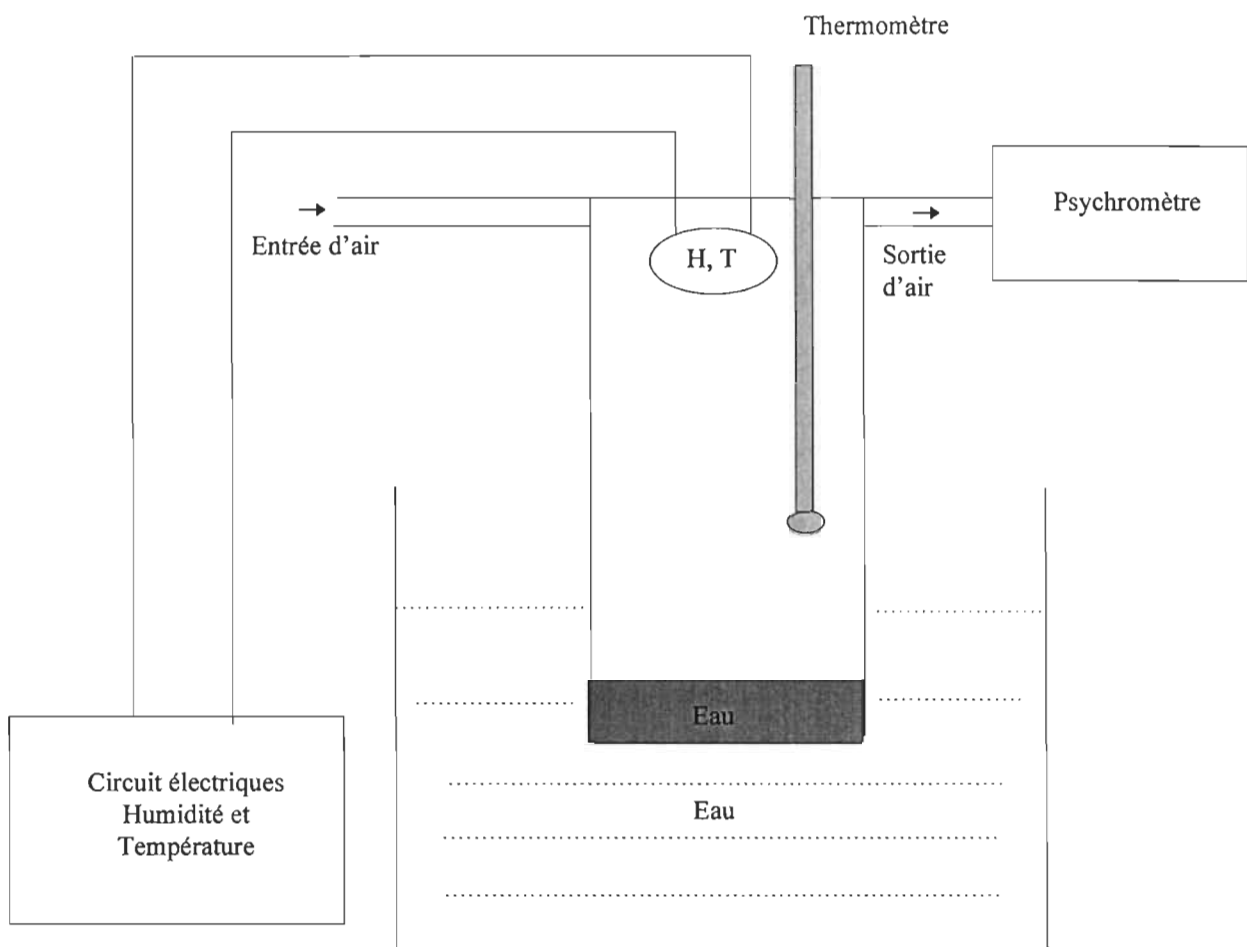 Thermomètre
Psychromètre
Entrée d'air
H, T
Sortie
d'air
Eau
Circuit électriques
Humidité et
Température
Eau